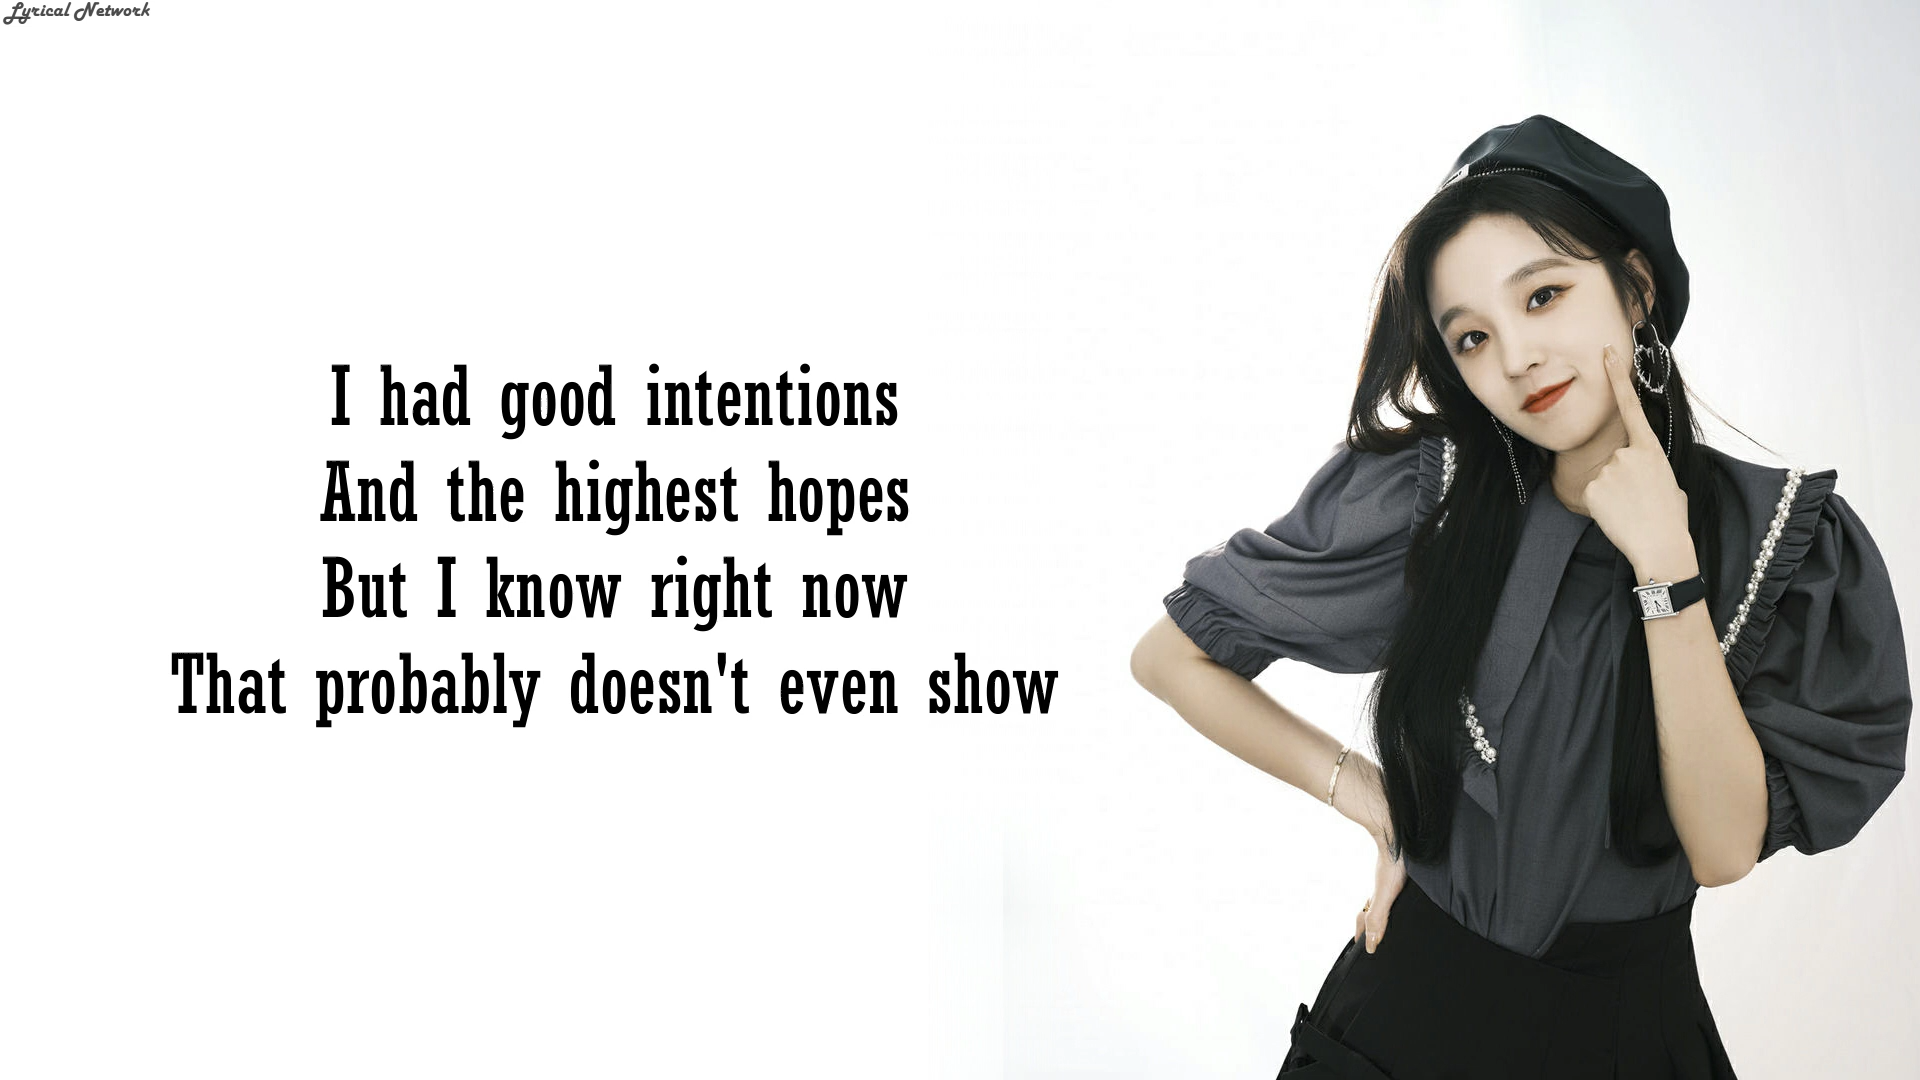 Lyrical Network
I had good intentions
And the highest hopes
But I know right now
That probably doesn't even show